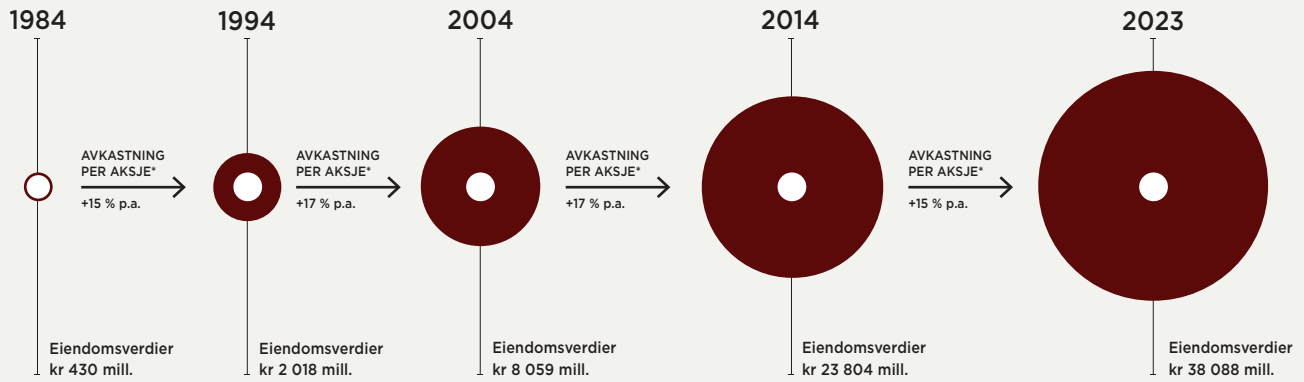 1984
1994
2004
2014
2023
AVKASTNING
PER AKSJE*
+15 % p.a.
AVKASTNING
PER AKSJE*
+17 % p.a.
AVKASTNING
PER AKSJE*
+17 % p.a.
AVKASTNING
PER AKSJE*
+15 % p.a.
Eiendomsverdier
kr 430 mill.
Eiendomsverdier
kr 2 018 mill.
Eiendomsverdier
kr 8 059 mill.
Eiendomsverdier
kr 23 804 mill.
Eiendomsverdier
kr 38 088 mill.